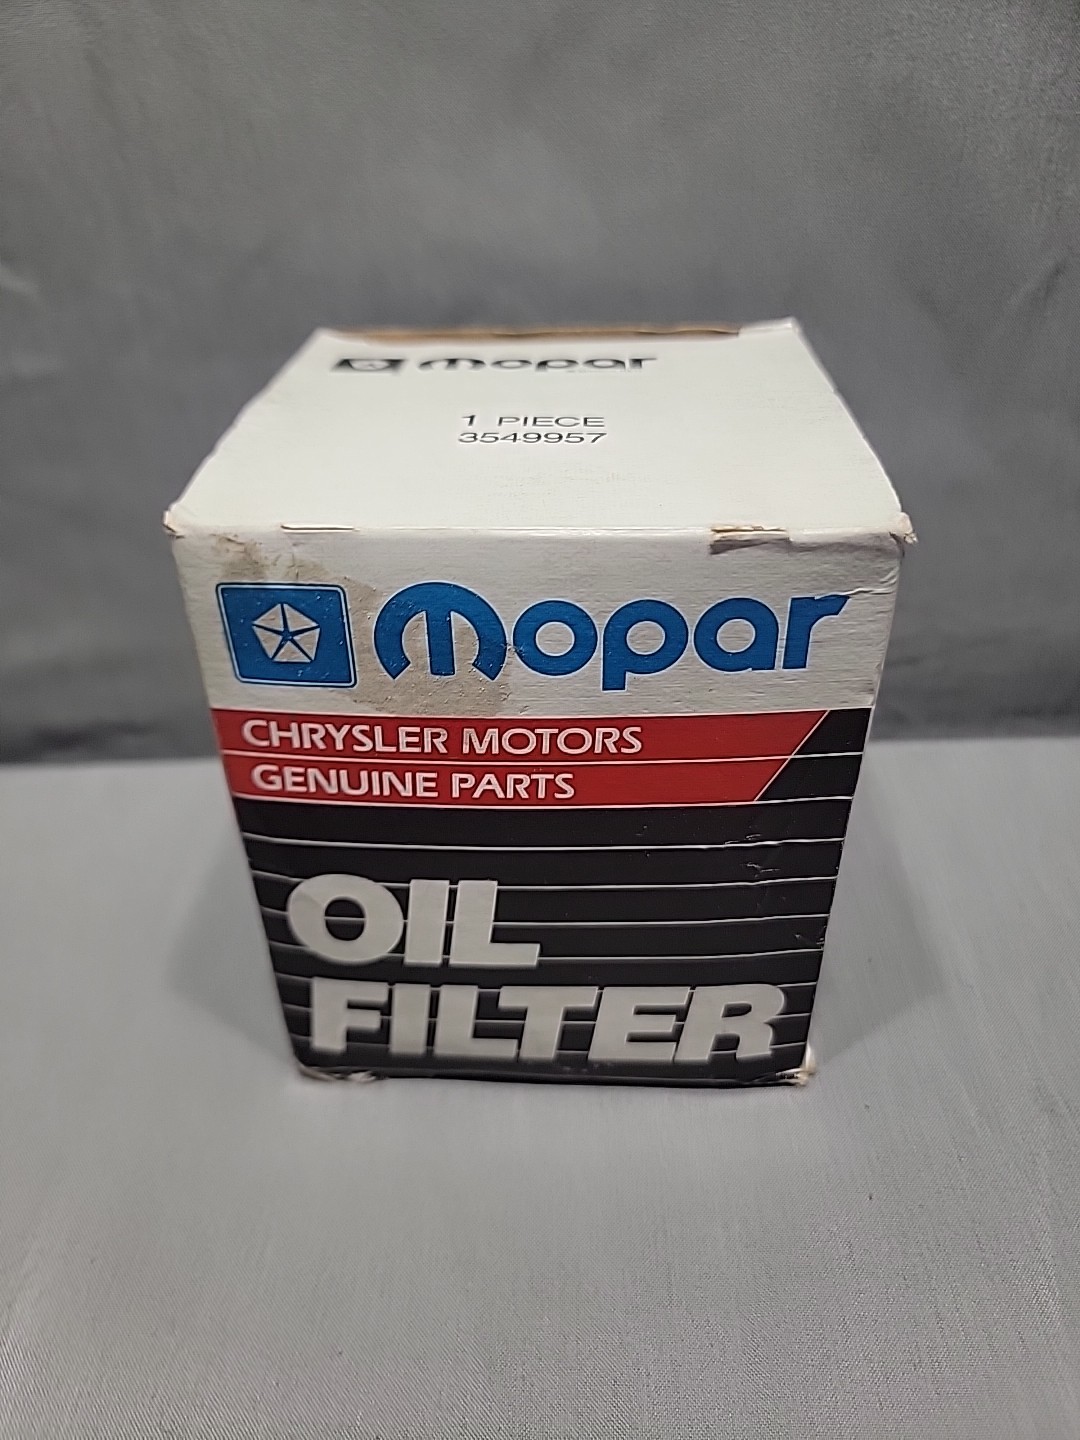 mopar
1 PIECE
3549957
mopar
CHRYSLER MOTORS
GENUINE PARTS
OIL
FILTER